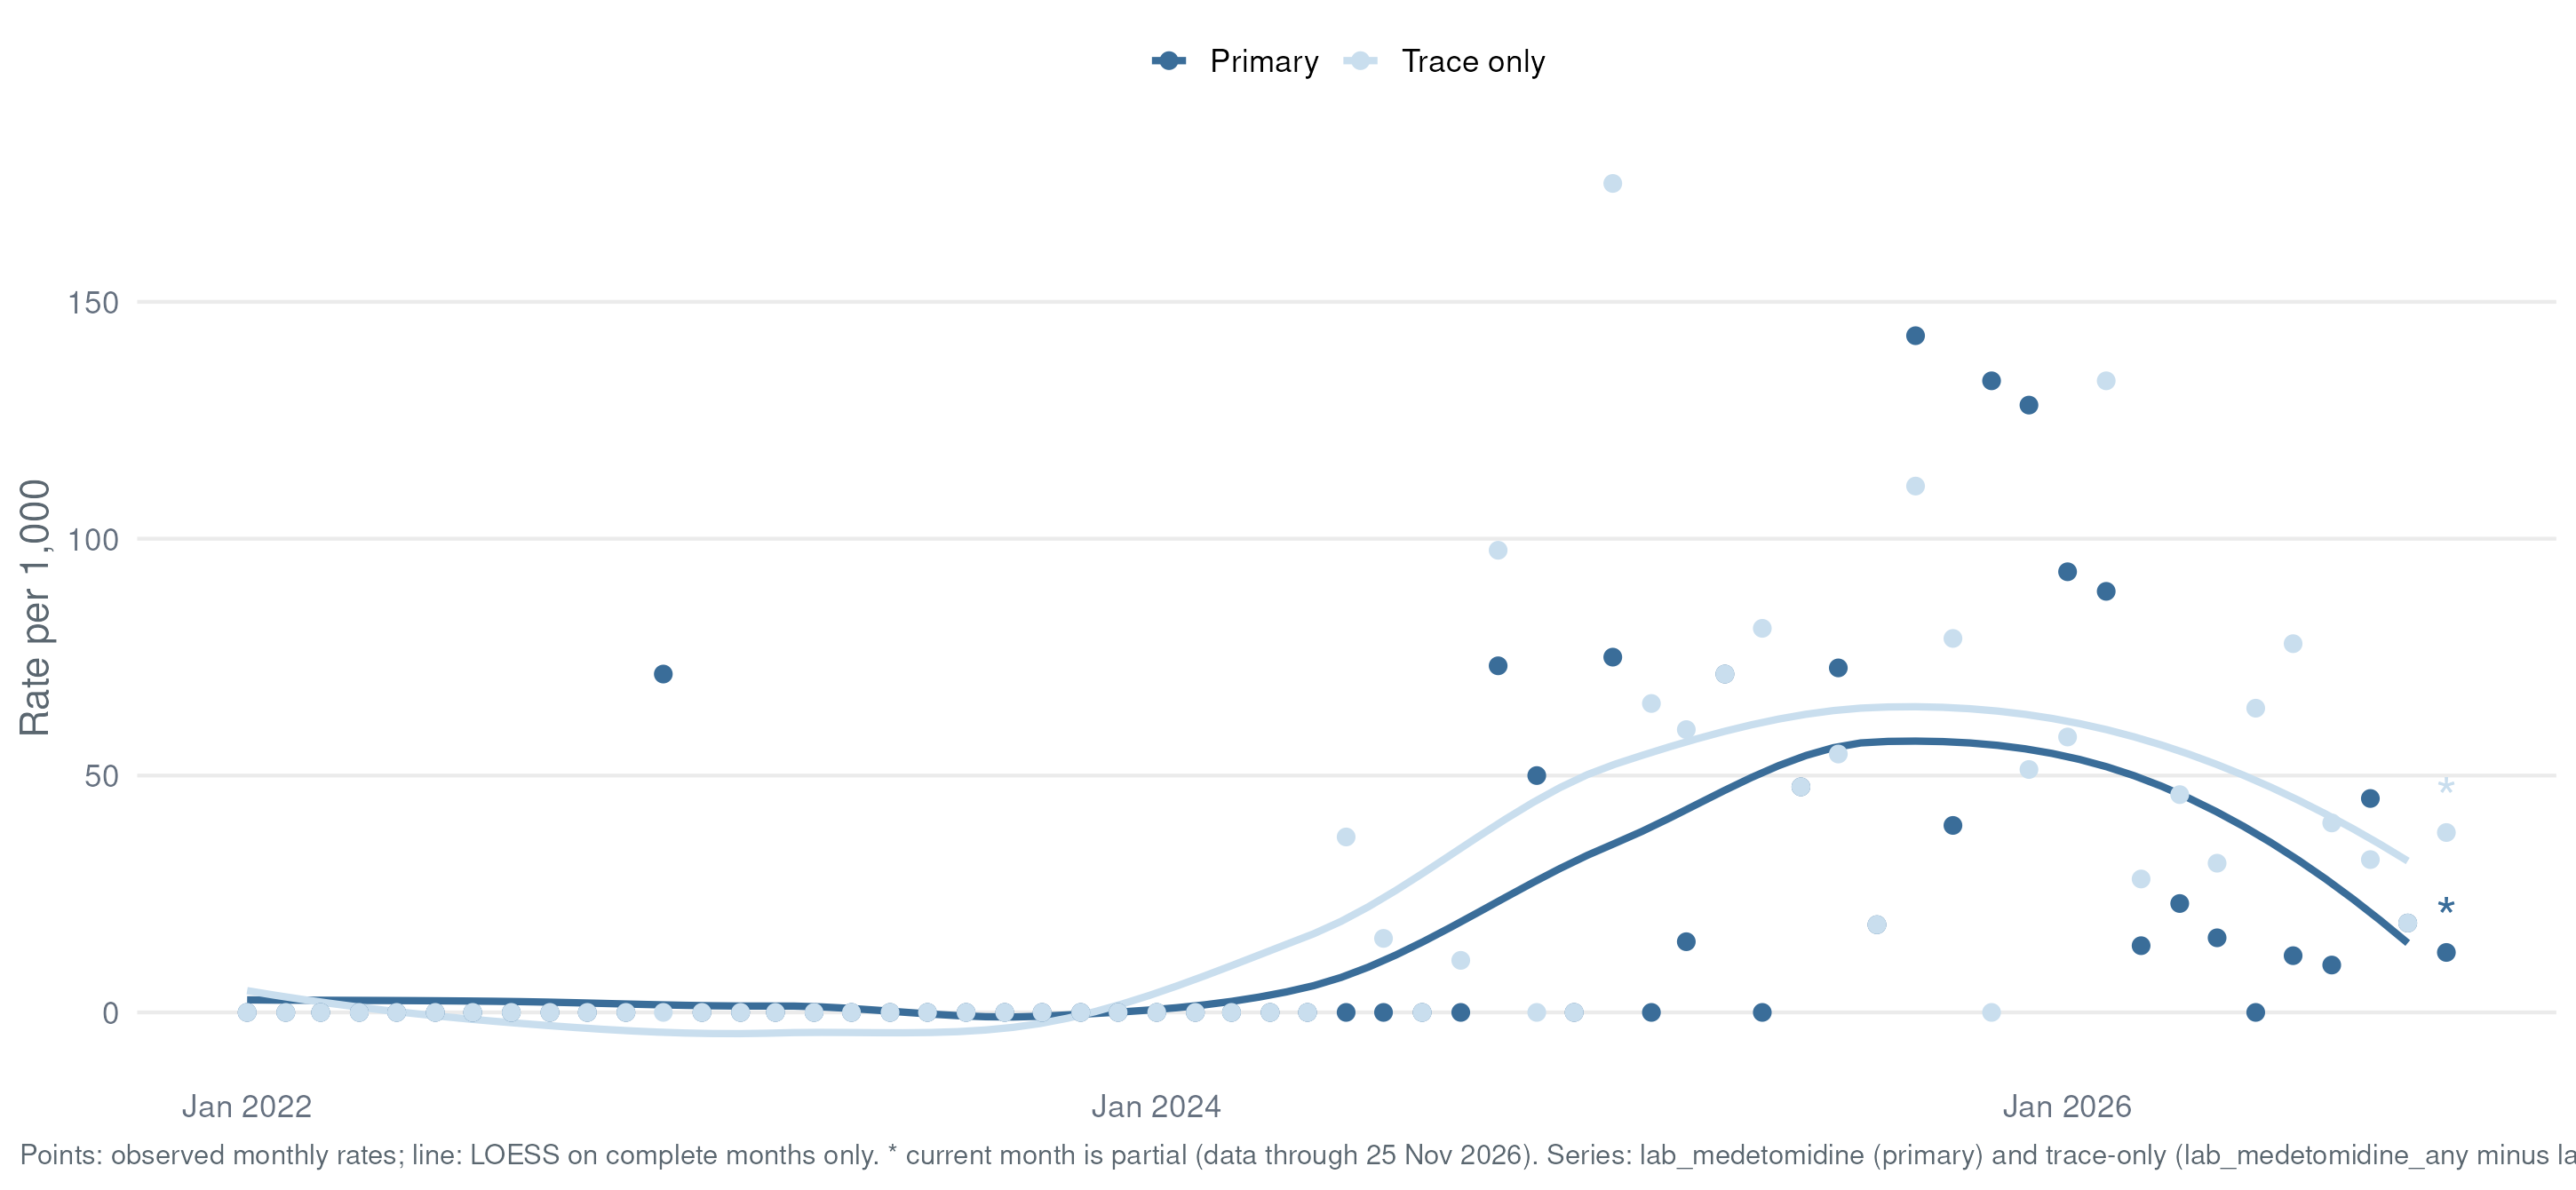 Primary Trace only
150
100
50
0
Rate per 1,000
*
*
Jan 2022 Jan 2024 Jan 2026
Points: observed monthly rates; line: LOESS on complete months only. * current month is partial (data through 25 Nov 2026). Series: lab_medetomidine (primary) and trace-only (lab_medetomidine_any minus la